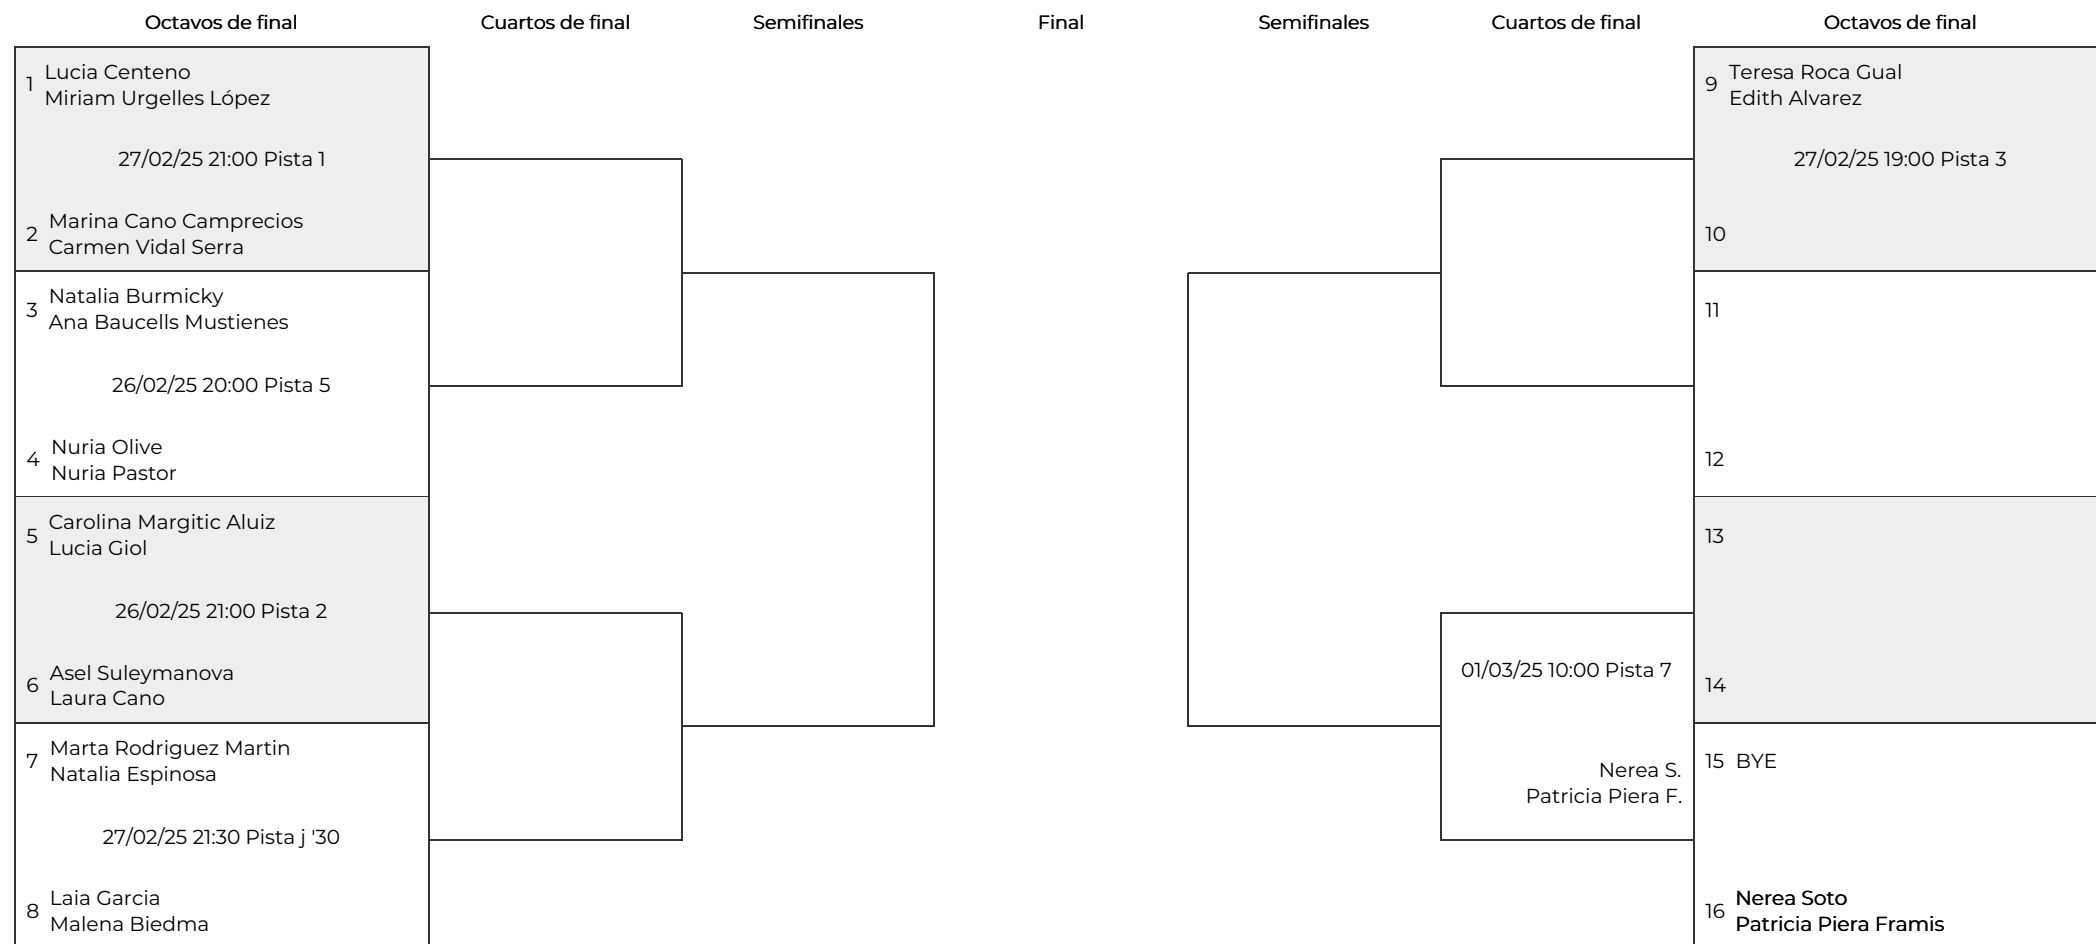 Octavos de final
Cuartos de final
Semifinales
Final
Semifinales
Cuartos de final
Octavos de final
1
Lucia Centeno
Miriam Urgelles López
27/02/25 21:00 Pista 1
2
Marina Cano Camprecios
Carmen Vidal Serra
3
Natalia Burmicky
Ana Baucells Mustienes
26/02/25 20:00 Pista 5
4
Nuria Olive
Nuria Pastor
5
Carolina Margitic Aluiz
Lucia Giol
26/02/25 21:00 Pista 2
6
Asel Suleymanova
Laura Cano
7
Marta Rodriguez Martin
Natalia Espinosa
27/02/25 21:30 Pista j '30
8
Laia Garcia
Malena Biedma
01/03/25 10:00 Pista 7
Nerea S.
Patricia Piera F.
9
Teresa Roca Gual
Edith Alvarez
27/02/25 19:00 Pista 3
10
11
12
13
14
15 BYE
16
Nerea Soto
Patricia Piera Framis